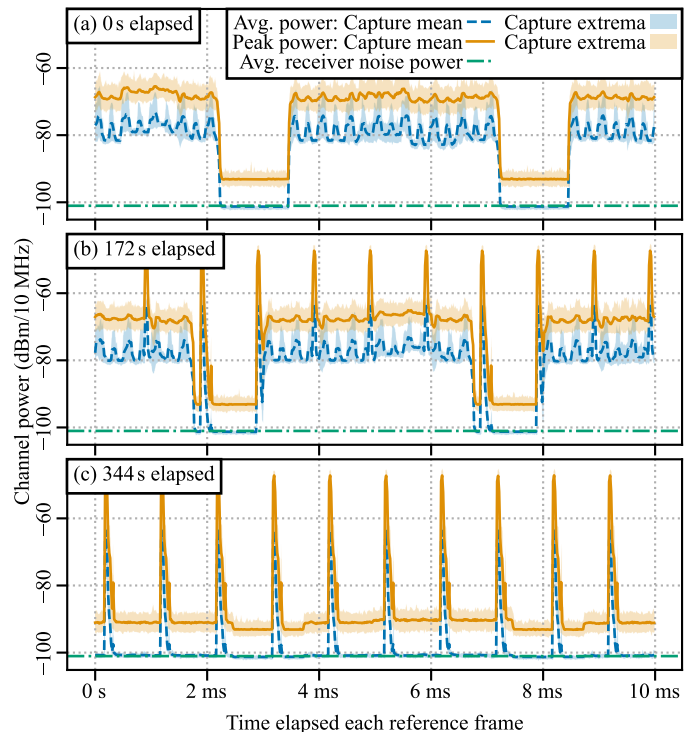 (a) 0 s elapsed
Avg. power: Capture mean
Capture extrema
Peak power: Capture mean
Capture extrema
Avg. receiver noise power
−60
−80
−100
(b) 172 s elapsed
−60
−80
−100
Channel power (dBm/10 MHz)
(c) 344 s elapsed
−60
−80
−100
0 s
2 ms
4 ms
6 ms
8 ms
10 ms
Time elapsed each reference frame